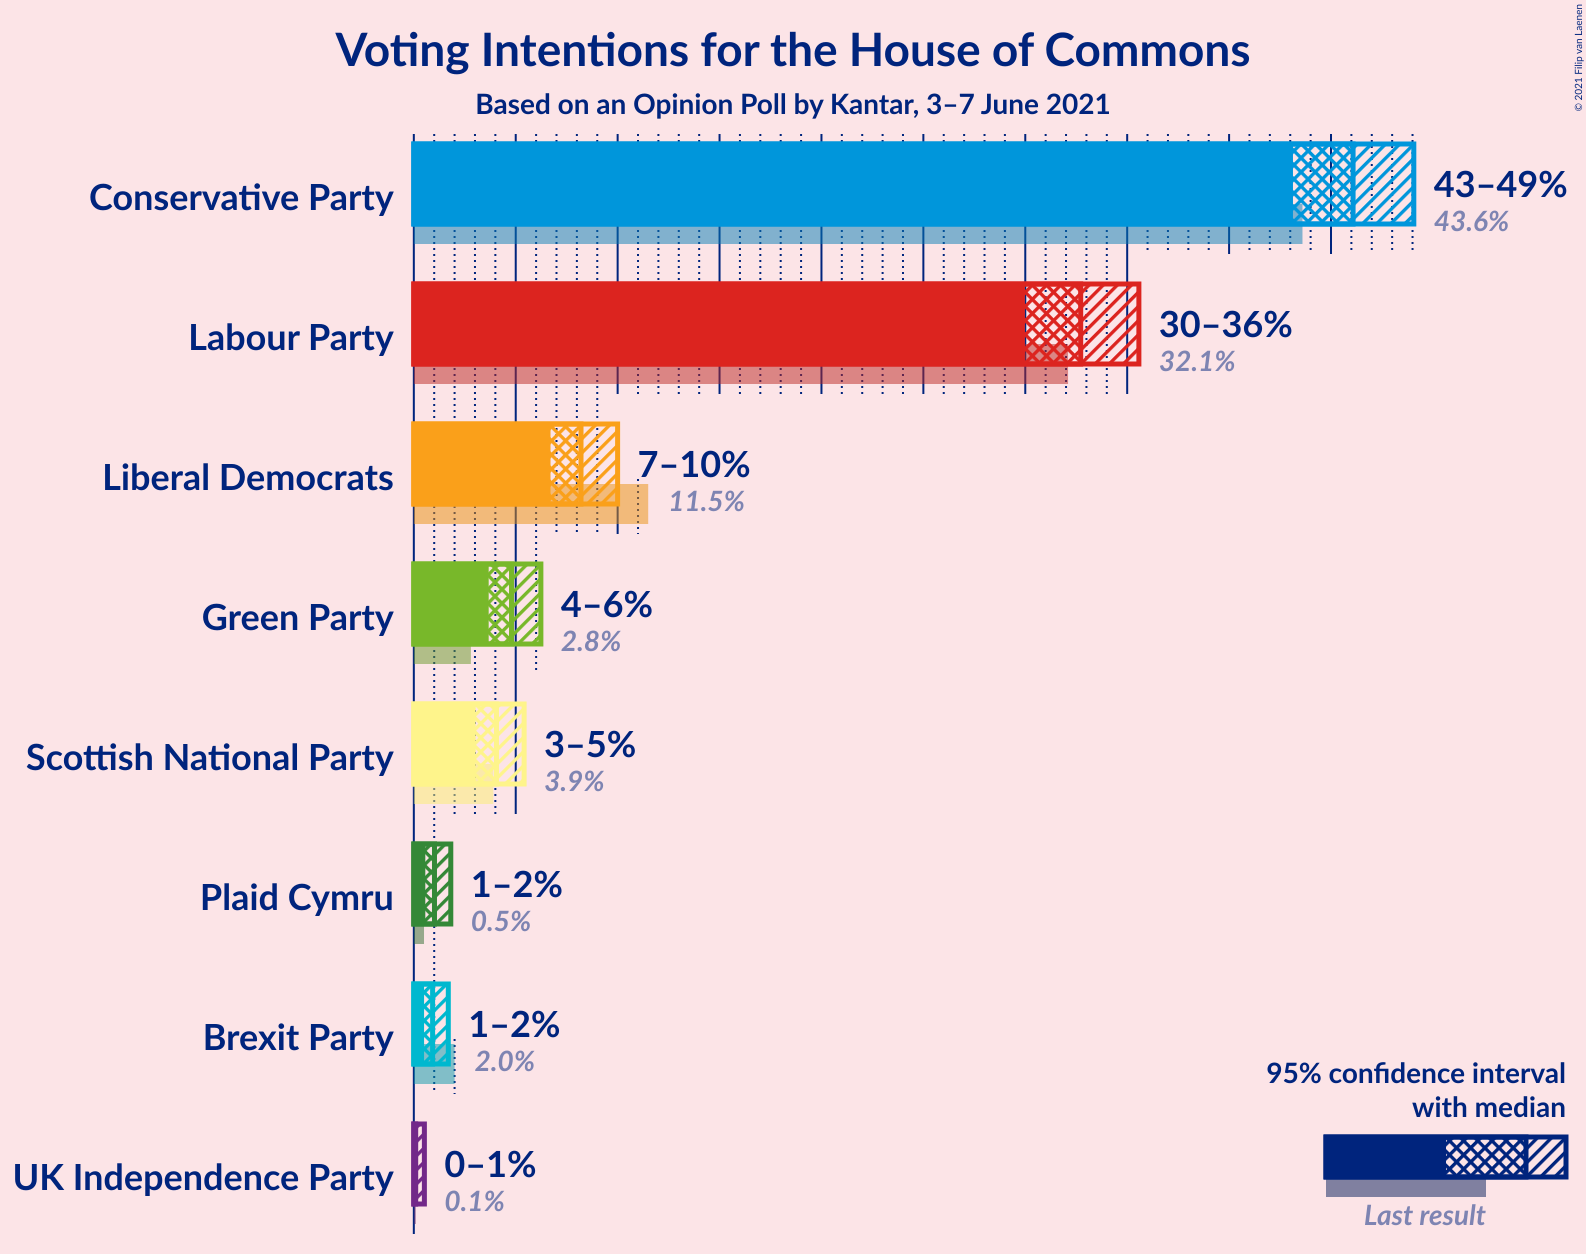 Voting Intentions for the House of Commons
Based on an Opinion Poll by Kantar, 3–7 June 2021
© 2021 Filip van Laenen
Conservative Party
43–49%
43.6%
Labour Party
30–36%
32.1%
Liberal Democrats
7–10%
11.5%
Green Party
4–6%
2.8%
Scottish National Party
3–5%
3.9%
Plaid Cymru
1–2%
0.5%
Brexit Party
1–2%
2.0%
UK Independence Party
0–1%
0.1%
95% confidence interval
with median
Last result